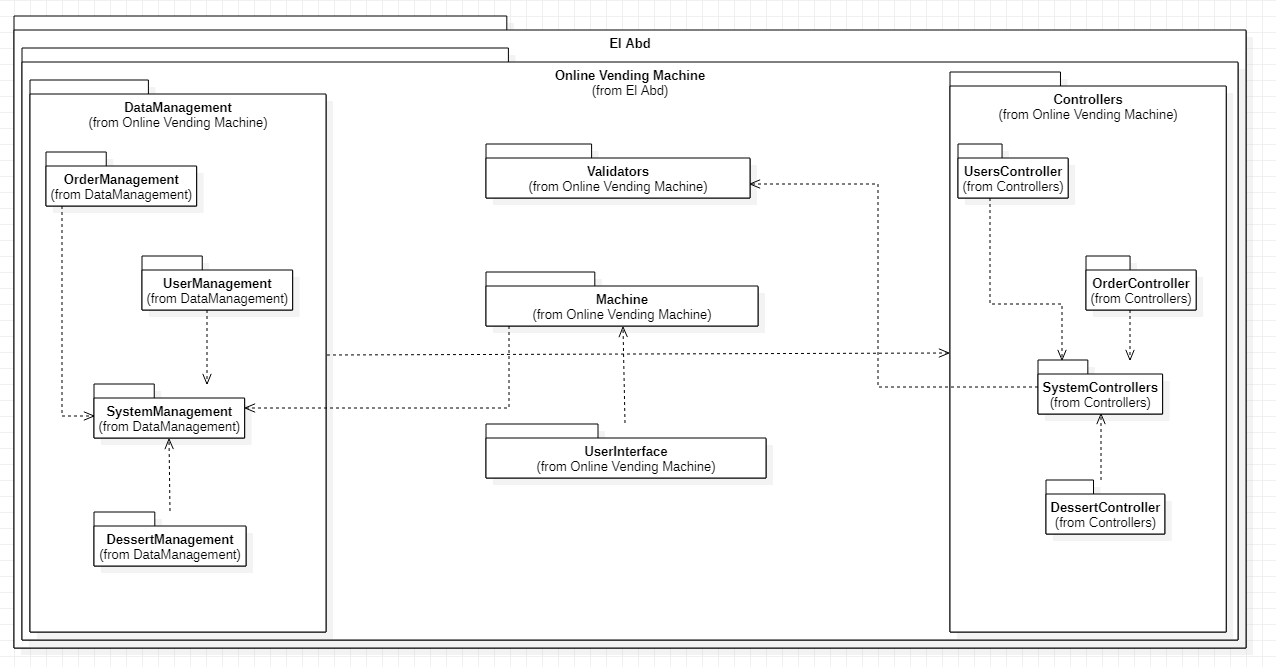 El Abd
Online Vending Machine
(from El Abd)
DataManagement
(from Online Vending Machine)
OrderManagement
(from DataManagement)
UserManagement
(from DataManagement)
SystemManagement
(from DataManagement)
DessertManagement
(from DataManagement)
Validators
(from Online Vending Machine)
Machine
(from Online Vending Machine)
UserInterface
(from Online Vending Machine)
Controllers
(from Online Vending Machine)
UsersController
(from Controllers)
OrderController
(from Controllers)
SystemControllers
(from Controllers)
DessertController
(from Controllers)